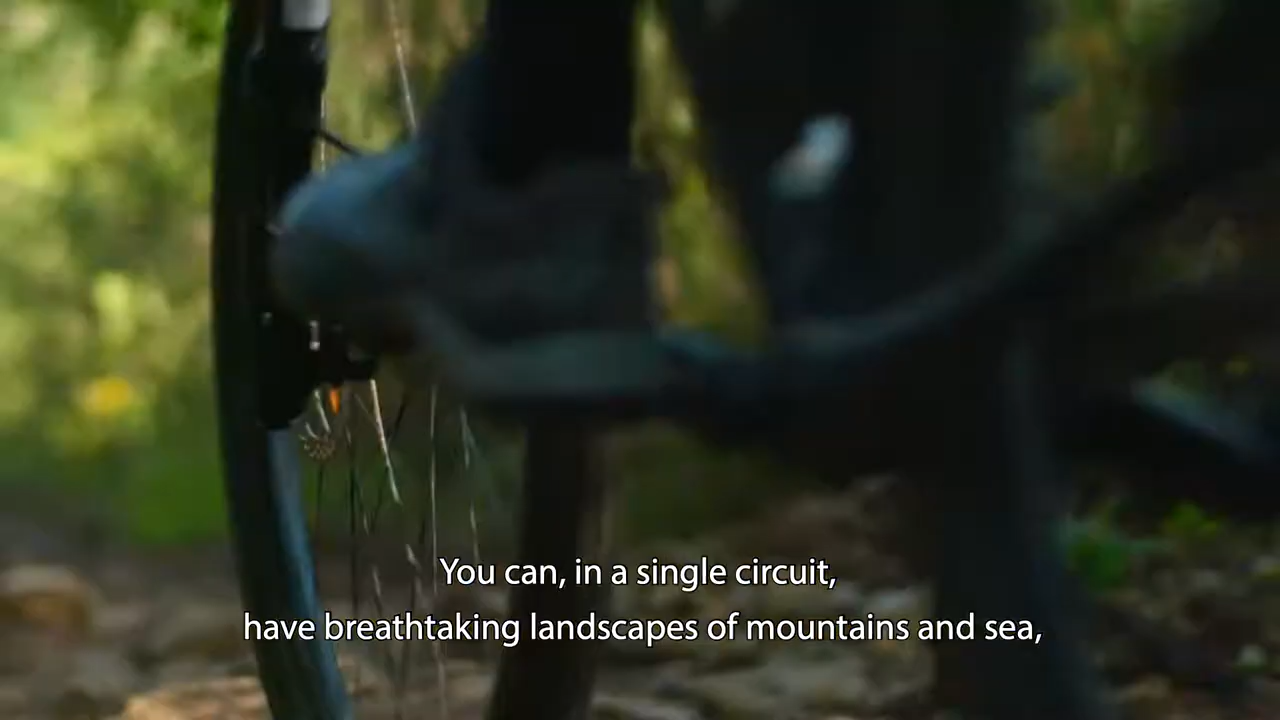 You can, in a single circuit,
have breathtaking landscapes of mountains and sea,